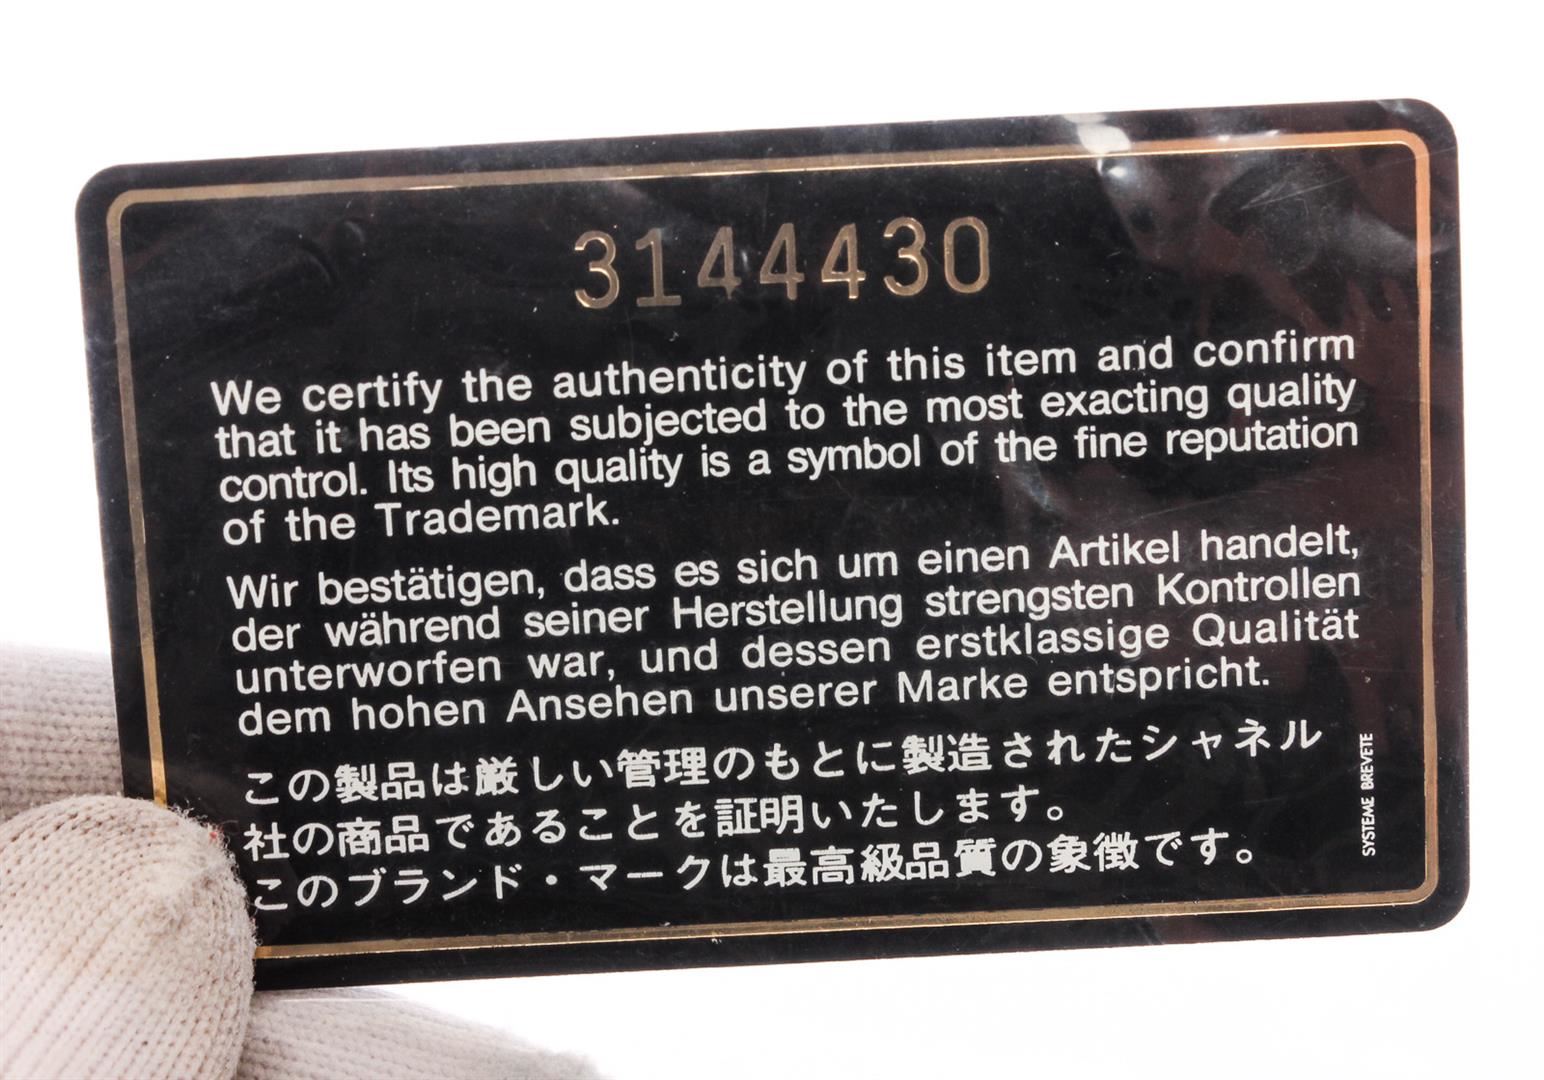 3144430
We certify the authenticity of this item and confirm
that it has been subjected to the most exacting quality
control. Its high quality is a symbol of the fine reputation
of the Trademark.
Wir bestätigen, dass es sich um einen Artikel handelt,
der während seiner Herstellung strengsten Kontrollen
unterworfen war, und dessen erstklassige Qualität
dem hohen Ansehen unserer Marke entspricht.
この製品は厳しい管理のもとに製造されたシャネル
社の商品であることを証明いたします。
このブランド・マークは最高級品質の象徴です。
SYSTEME BREVETE